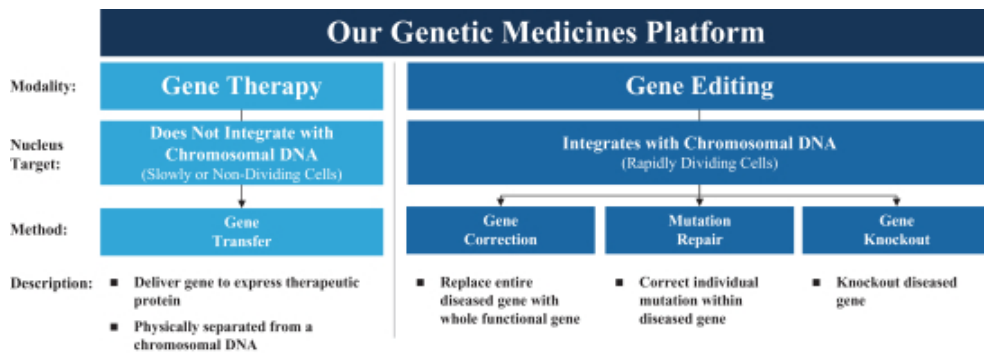 Our Genetic Medicines Platform
Modality:
Gene Therapy
Gene Editing
Nucleus
Target:
Does Not Integrate with
Chromosomal DNA
(Slowly or Non-Dividing Cells)
Integrates with Chromosomal DNA
(Rapidly Dividing Cells)
Method:
Gene
Transfer
Gene
Correction
Mutation
Repair
Gene
Knockout
Description:
■ Deliver gene to express therapeutic
protein
■ Physically separated from a
chromosomal DNA
■ Replace entire
diseased gene with
whole functional gene
■ Correct individual
mutation within
diseased gene
■ Knockout diseased
gene